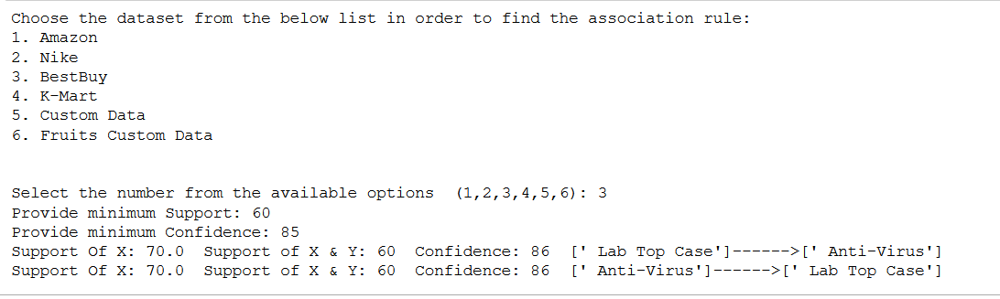 Choose the dataset from the below list in order to find the association rule:
1. Amazon
2. Nike
3. BestBuy
4. K-Mart
5. Custom Data
6. Fruits Custom Data
Select the number from the available options  (1,2,3,4,5,6): 3
Provide minimum Support: 60
Provide minimum Confidence: 85
Support Of X: 70.0  Support of X & Y: 60  Confidence: 86  [' Lab Top Case']------>[' Anti-Virus']
Support Of X: 70.0  Support of X & Y: 60  Confidence: 86  [' Anti-Virus']------>[' Lab Top Case']